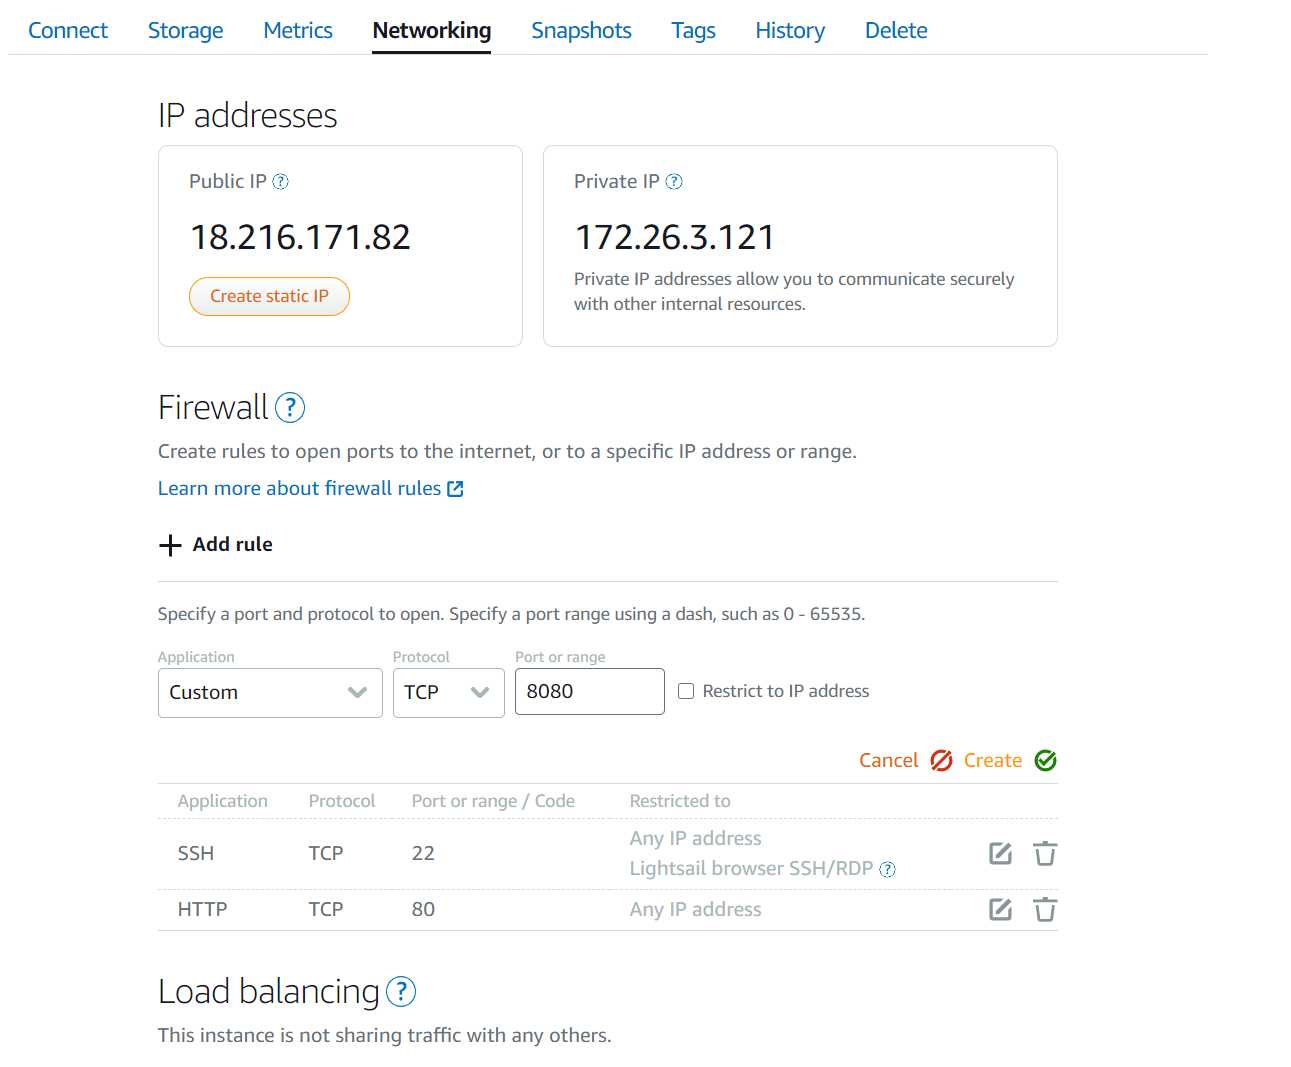 Connect Storage Metrics Networking Snapshots Tags History Delete
IP addresses
Public IP ?
18.216.171.82
Create static IP
Private IP ?
172.26.3.121
Private IP addresses allow you to communicate securely
with other internal resources.
Firewall ?
Create rules to open ports to the internet, or to a specific IP address or range.
Learn more about firewall rules
Add rule
Specify a port and protocol to open. Specify a port range using a dash, such as 0 - 65535.
Application Protocol Port or range
Custom TCP 8080 Restrict to IP address
Cancel Create
Application Protocol Port or range / Code Restricted to
SSH TCP 22 Any IP address
Lightsail browser SSH/RDP ?
HTTP TCP 80 Any IP address
Load balancing ?
This instance is not sharing traffic with any others.